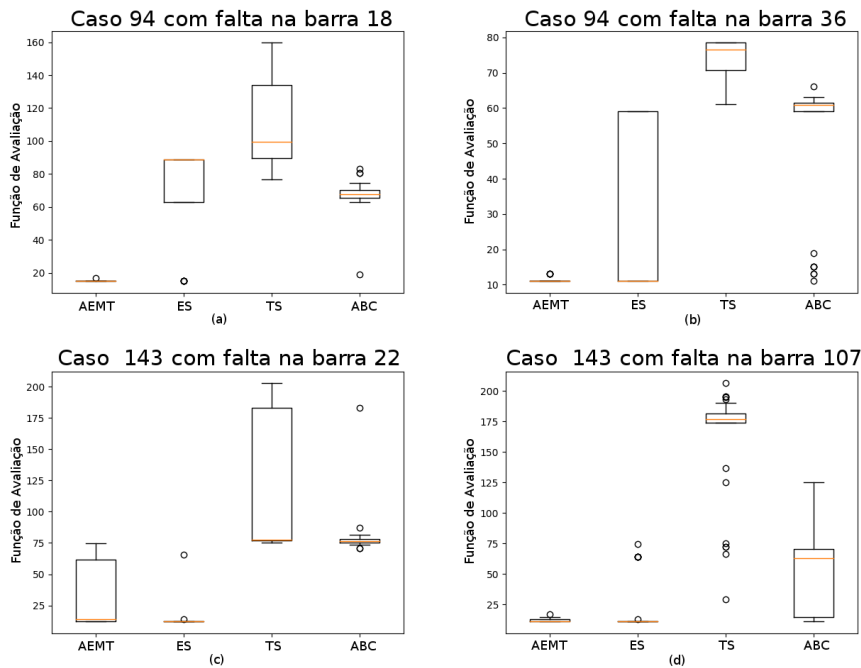 Caso 94 com falta na barra 18
Função de Avaliação
160
140
120
100
80
60
40
20
AEMT ES TS ABC
(a)
Caso 94 com falta na barra 36
Função de Avaliação
80
70
60
50
40
30
20
10
AEMT ES TS ABC
(b)
Caso  143 com falta na barra 22
Função de Avaliação
200
175
150
125
100
75
50
25
AEMT ES TS ABC
(c)
Caso  143 com falta na barra 107
Função de Avaliação
200
175
150
125
100
75
50
25
AEMT ES TS ABC
(d)